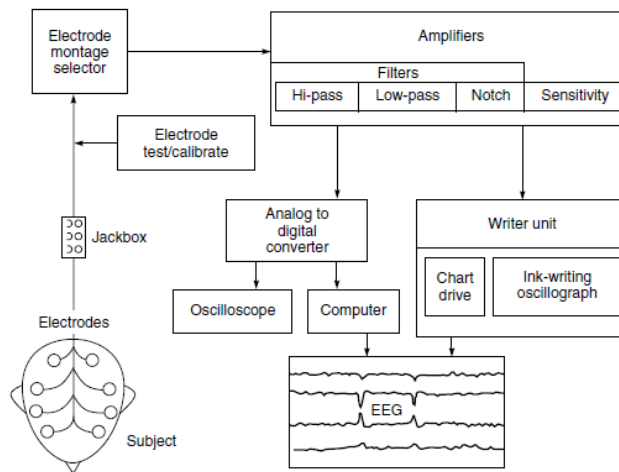 Electrode
montage
selector
Amplifiers
Filters
Hi-pass
Low-pass
Notch
Sensitivity
Electrode
test/calibrate
Jackbox
Analog to
digital
converter
Writer unit
Chart
drive
Ink-writing
oscillograph
Oscilloscope
Computer
Electrodes
EEG
Subject